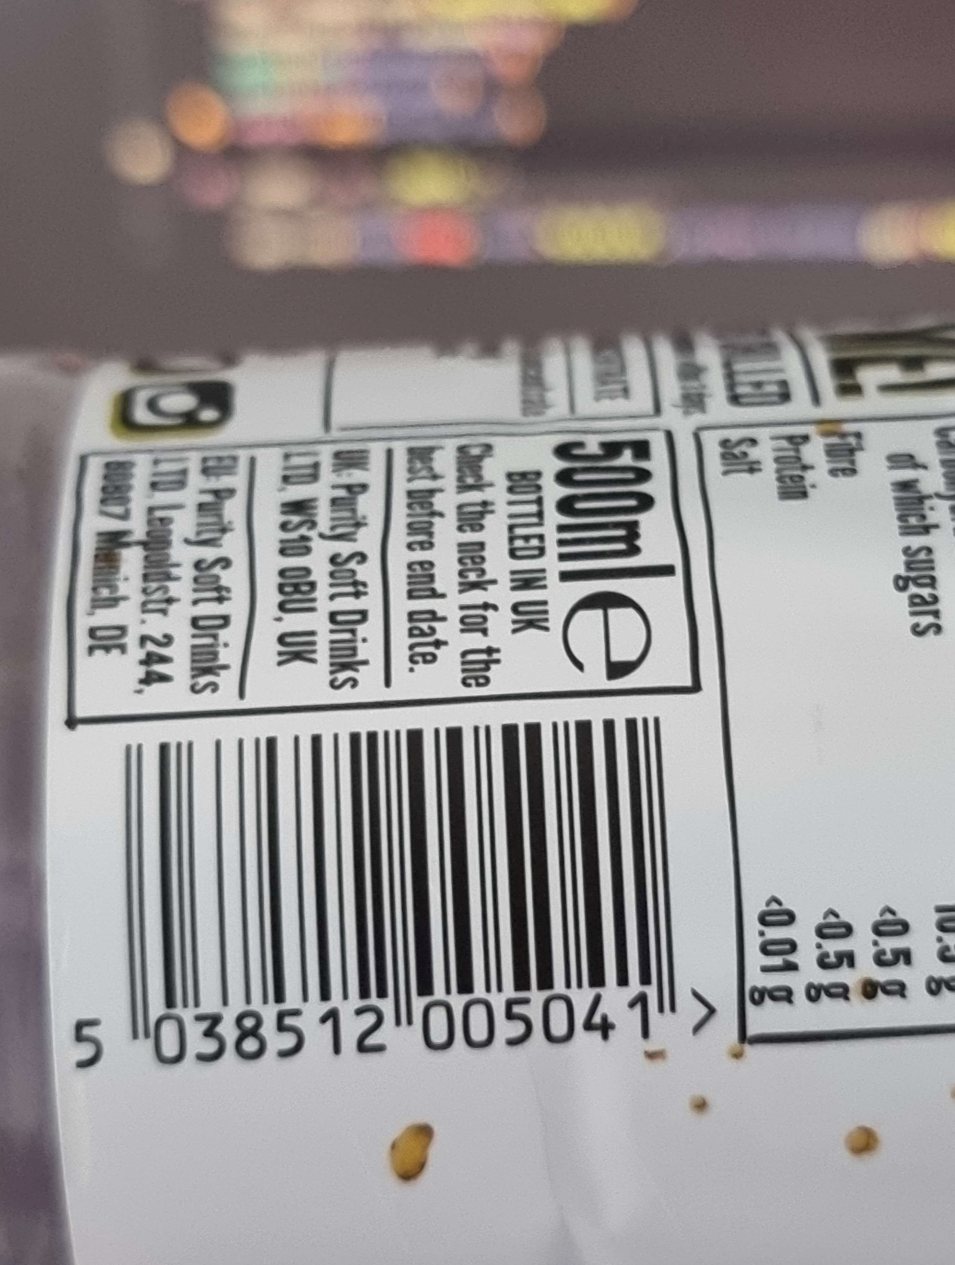 500ml e
BOTTLED IN UK
Check the neck for the
best before end date.
UK: Purity Soft Drinks
LTD, WS10 0BU, UK
EU: Purity Soft Drinks
LTD, Leopoldstr. 244,
80807 Munich, DE
of which sugars
Fibre <0.5 g
Protein <0.5 g
Salt <0.01 g
5 038512 005041 >